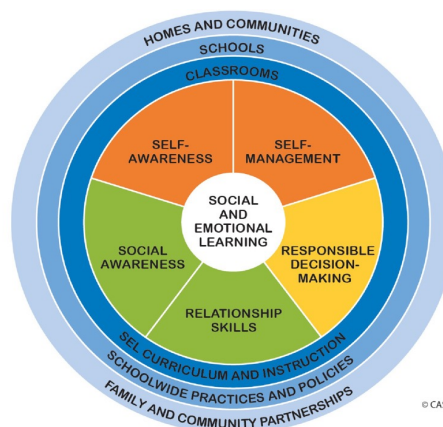 HOMES AND COMMUNITIES
SCHOOLS
CLASSROOMS
SELF-
AWARENESS
SELF-
MANAGEMENT
SOCIAL
AND
EMOTIONAL
LEARNING
SOCIAL
AWARENESS
RESPONSIBLE
DECISION-
MAKING
RELATIONSHIP
SKILLS
SEL CURRICULUM AND INSTRUCTION
SCHOOLWIDE PRACTICES AND POLICIES
FAMILY AND COMMUNITY PARTNERSHIPS
© CAS